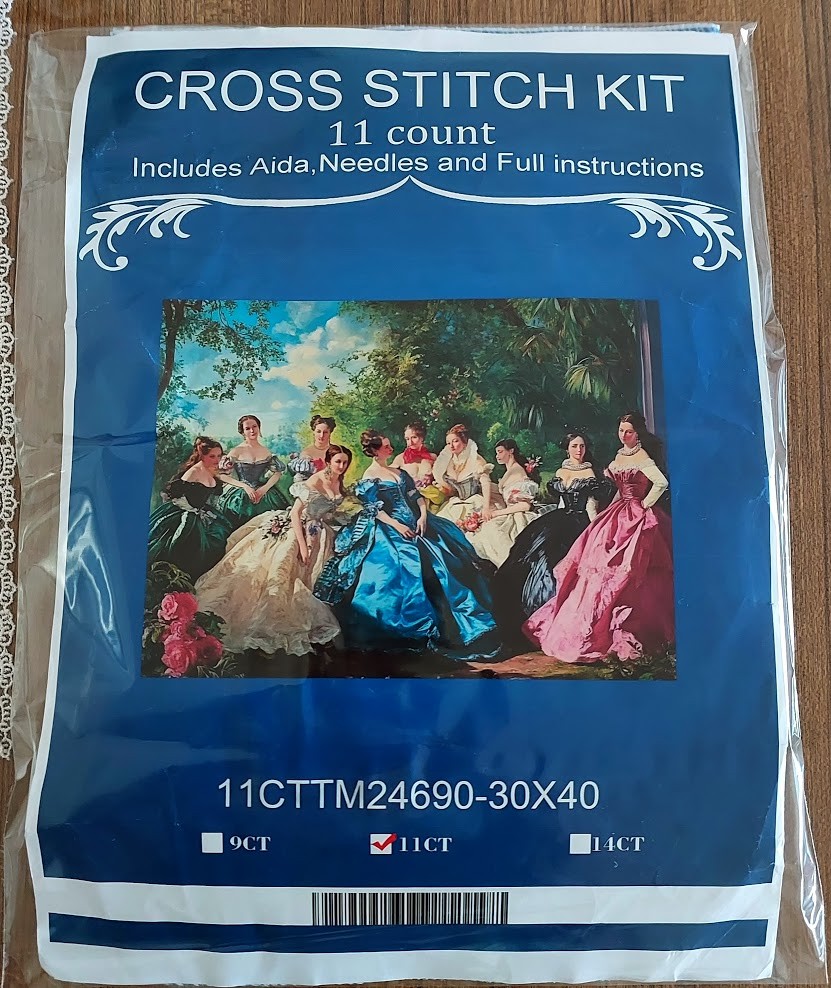 CROSS STITCH KIT
11 count
Includes Aida,Needles and Full instructions
11CTTM24690-30X40
9CT 11CT 14CT